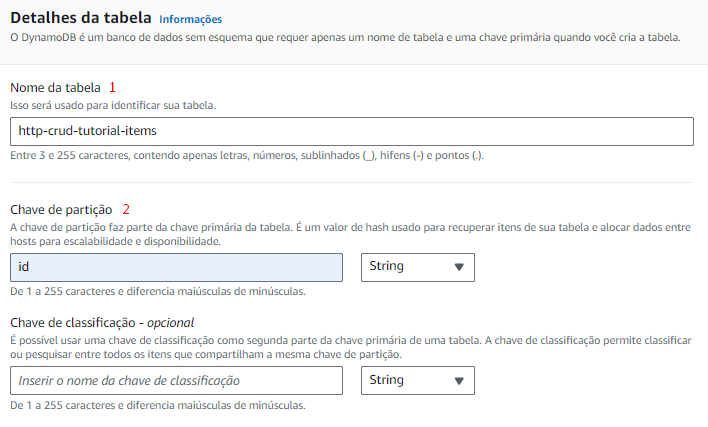 Detalhes da tabela Informações
O DynamoDB é um banco de dados sem esquema que requer apenas um nome de tabela e uma chave primária quando você cria a tabela.
Nome da tabela 1
Isso será usado para identificar sua tabela.
http-crud-tutorial-items
Entre 3 e 255 caracteres, contendo apenas letras, números, sublinhados (_), hifens (-) e pontos (.).
Chave de partição 2
A chave de partição faz parte da chave primária da tabela. É um valor de hash usado para recuperar itens de sua tabela e alocar dados entre
hosts para escalabilidade e disponibilidade.
id String
De 1 a 255 caracteres e diferencia maiúsculas de minúsculas.
Chave de classificação - opcional
É possível usar uma chave de classificação como segunda parte da chave primária de uma tabela. A chave de classificação permite classificar
ou pesquisar entre todos os itens que compartilham a mesma chave de partição.
Inserir o nome da chave de classificação String
De 1 a 255 caracteres e diferencia maiúsculas de minúsculas.